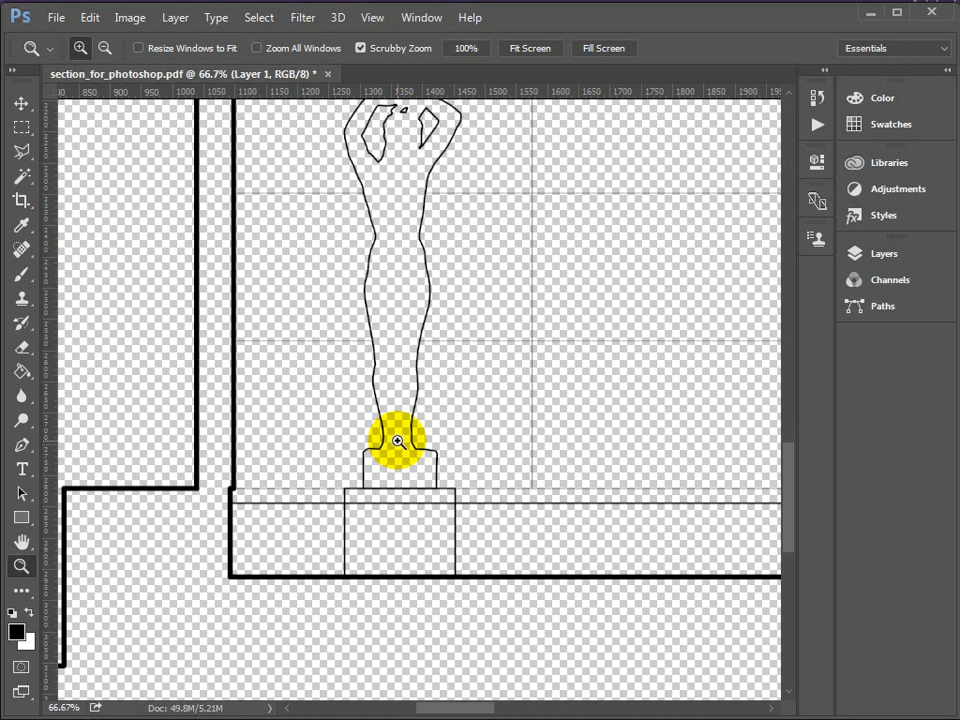 Ps File Edit Image Layer Type Select Filter 3D View Window Help
Resize Windows to Fit Zoom All Windows Scrubby Zoom 100% Fit Screen Fill Screen Essentials
section_for_photoshop.pdf @ 66.7% (Layer 1, RGB/8) * ×
850 900 950 1000 1050 1100 1150 1200 1250 1300 1350 1400 1450 1500 1550 1600 1650 1700 1750 1800 1850 1900
Color
Swatches
Libraries
Adjustments
Styles
Layers
Channels
Paths
66.67% Doc: 49.8M/5.21M